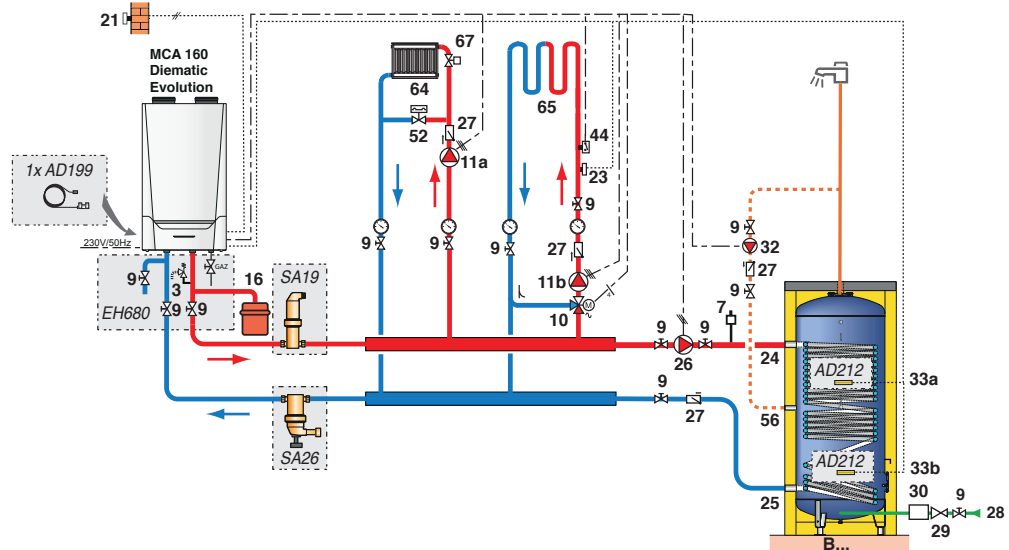 21
MCA 160
Diematic
Evolution
1x AD199
230V/50Hz
67
64
52
27
11a
65
44
23
9
27
11b
10
M
9
9
9
9
32
27
9
9
3
GAZ
9
9
EH680
16
SA19
SA26
9
26
9
7
24
9
27
56
25
AD212
33a
AD212
33b
30
9
29
28
B...